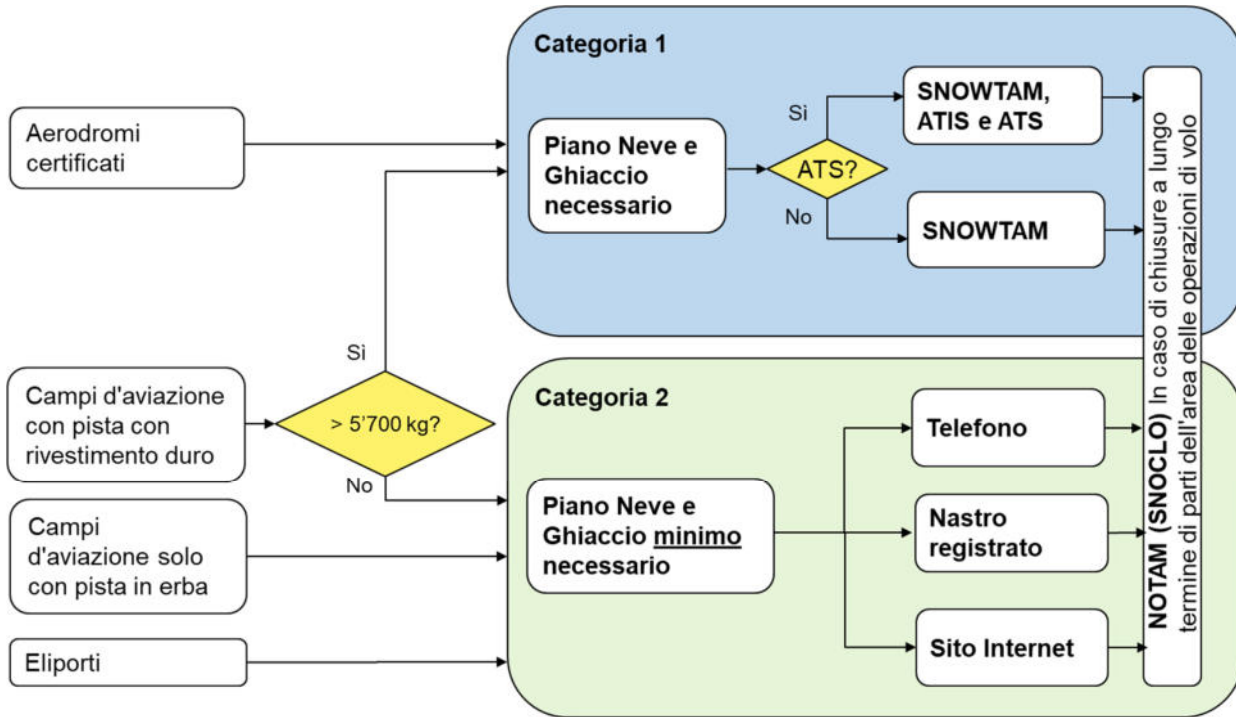 Categoria 1
Aerodromi
certificati
Piano Neve e
Ghiaccio
necessario
ATS?
Si
SNOWTAM,
ATIS e ATS
No
SNOWTAM
Campi d'aviazione
con pista con
rivestimento duro
> 5'700 kg?
Sì
No
Categoria 2
Campi
d'aviazione solo
con pista in erba
Eliporti
Piano Neve e
Ghiaccio minimo
necessario
Telefono
Nastro
registrato
Sito Internet
NOTAM (SNOCLO) In caso di chiusure a lungo
termine di parti dell'area delle operazioni di volo